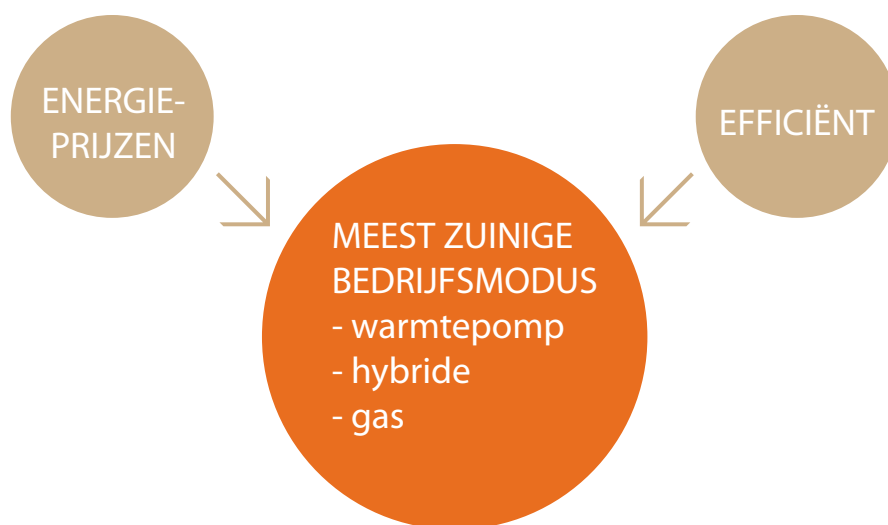 ENERGIE-
PRIJZEN
EFFICIËNT
MEEST ZUINIGE
BEDRIJFSMODUS
- warmtepomp
- hybride
- gas